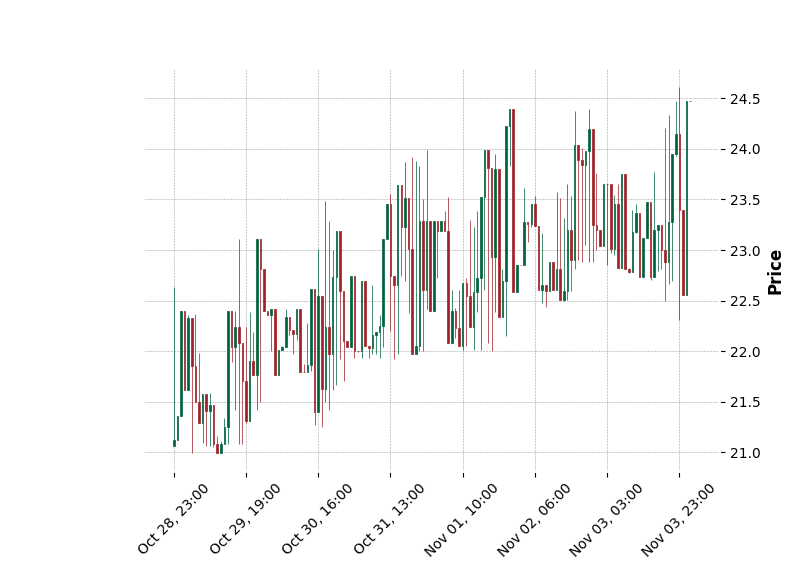 24.5
24.0
23.5
23.0
22.5
22.0
21.5
21.0
Price
Oct 28, 23:00
Oct 29, 19:00
Oct 30, 16:00
Oct 31, 13:00
Nov 01, 10:00
Nov 02, 06:00
Nov 03, 03:00
Nov 03, 23:00